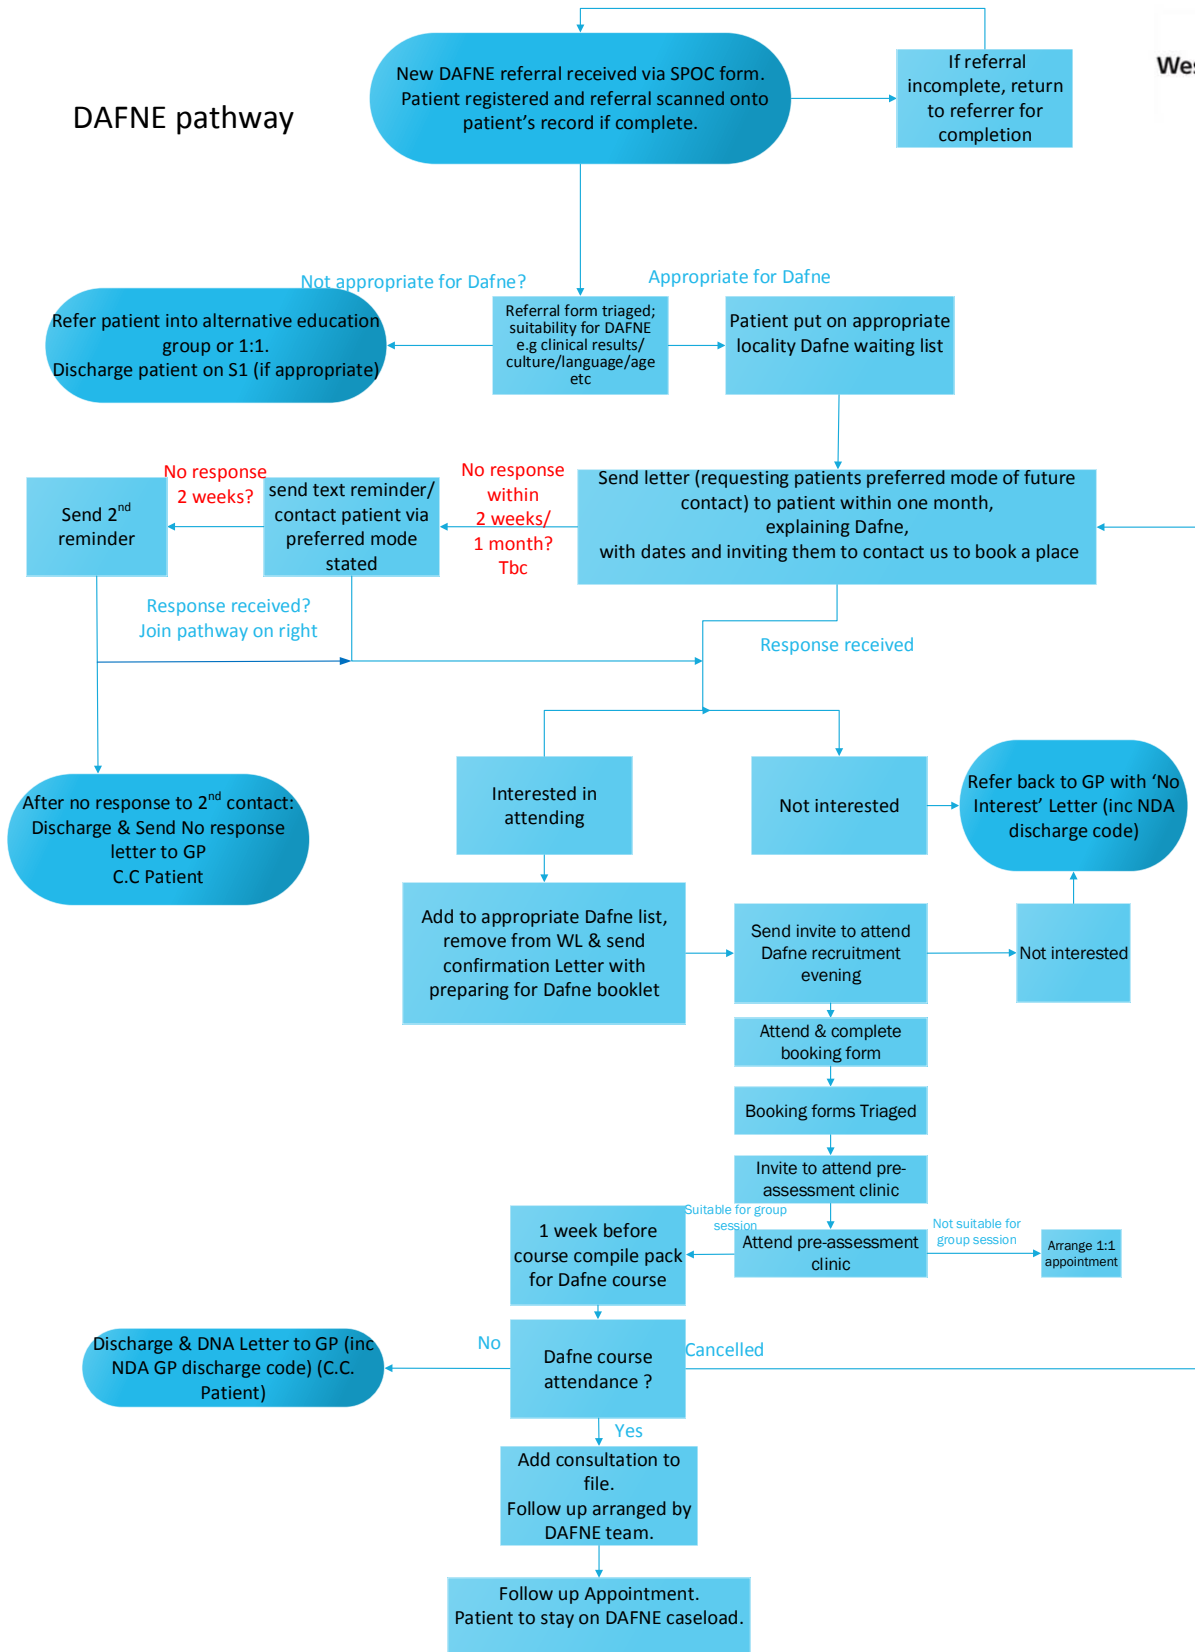 DAFNE pathway
New DAFNE referral received via SPOC form.
Patient registered and referral scanned onto
patient's record if complete.
If referral
incomplete, return
to referrer for
completion
Wes
Not appropriate for Dafne?
Appropriate for Dafne
Refer patient into alternative education
group or 1:1.
Discharge patient on S1 (if appropriate)
Referral form triaged;
suitability for DAFNE
e.g clinical results/
culture/language/age
etc
Patient put on appropriate
locality Dafne waiting list
Send 2nd
reminder
No response
2 weeks?
send text reminder/
contact patient via
preferred mode
stated
No response
within
2 weeks/
1 month?
Tbc
Send letter (requesting patients preferred mode of future
contact) to patient within one month,
explaining Dafne,
with dates and inviting them to contact us to book a place
Response received?
Join pathway on right
Response received
After no response to 2nd contact:
Discharge & Send No response
letter to GP
C.C Patient
Interested in
attending
Not interested
Refer back to GP with ‘No
Interest’ Letter (inc NDA
discharge code)
Add to appropriate Dafne list,
remove from WL & send
confirmation Letter with
preparing for Dafne booklet
Send invite to attend
Dafne recruitment
evening
Not interested
Attend & complete
booking form
Booking forms Triaged
Invite to attend pre-
assessment clinic
Suitable for group
session
Not suitable for
group session
1 week before
course compile pack
for Dafne course
Attend pre-assessment
clinic
Arrange 1:1
appointment
Discharge & DNA Letter to GP (inc
NDA GP discharge code) (C.C.
Patient)
No
Dafne course
attendance ?
Cancelled
Yes
Add consultation to
file.
Follow up arranged by
DAFNE team.
Follow up Appointment.
Patient to stay on DAFNE caseload.